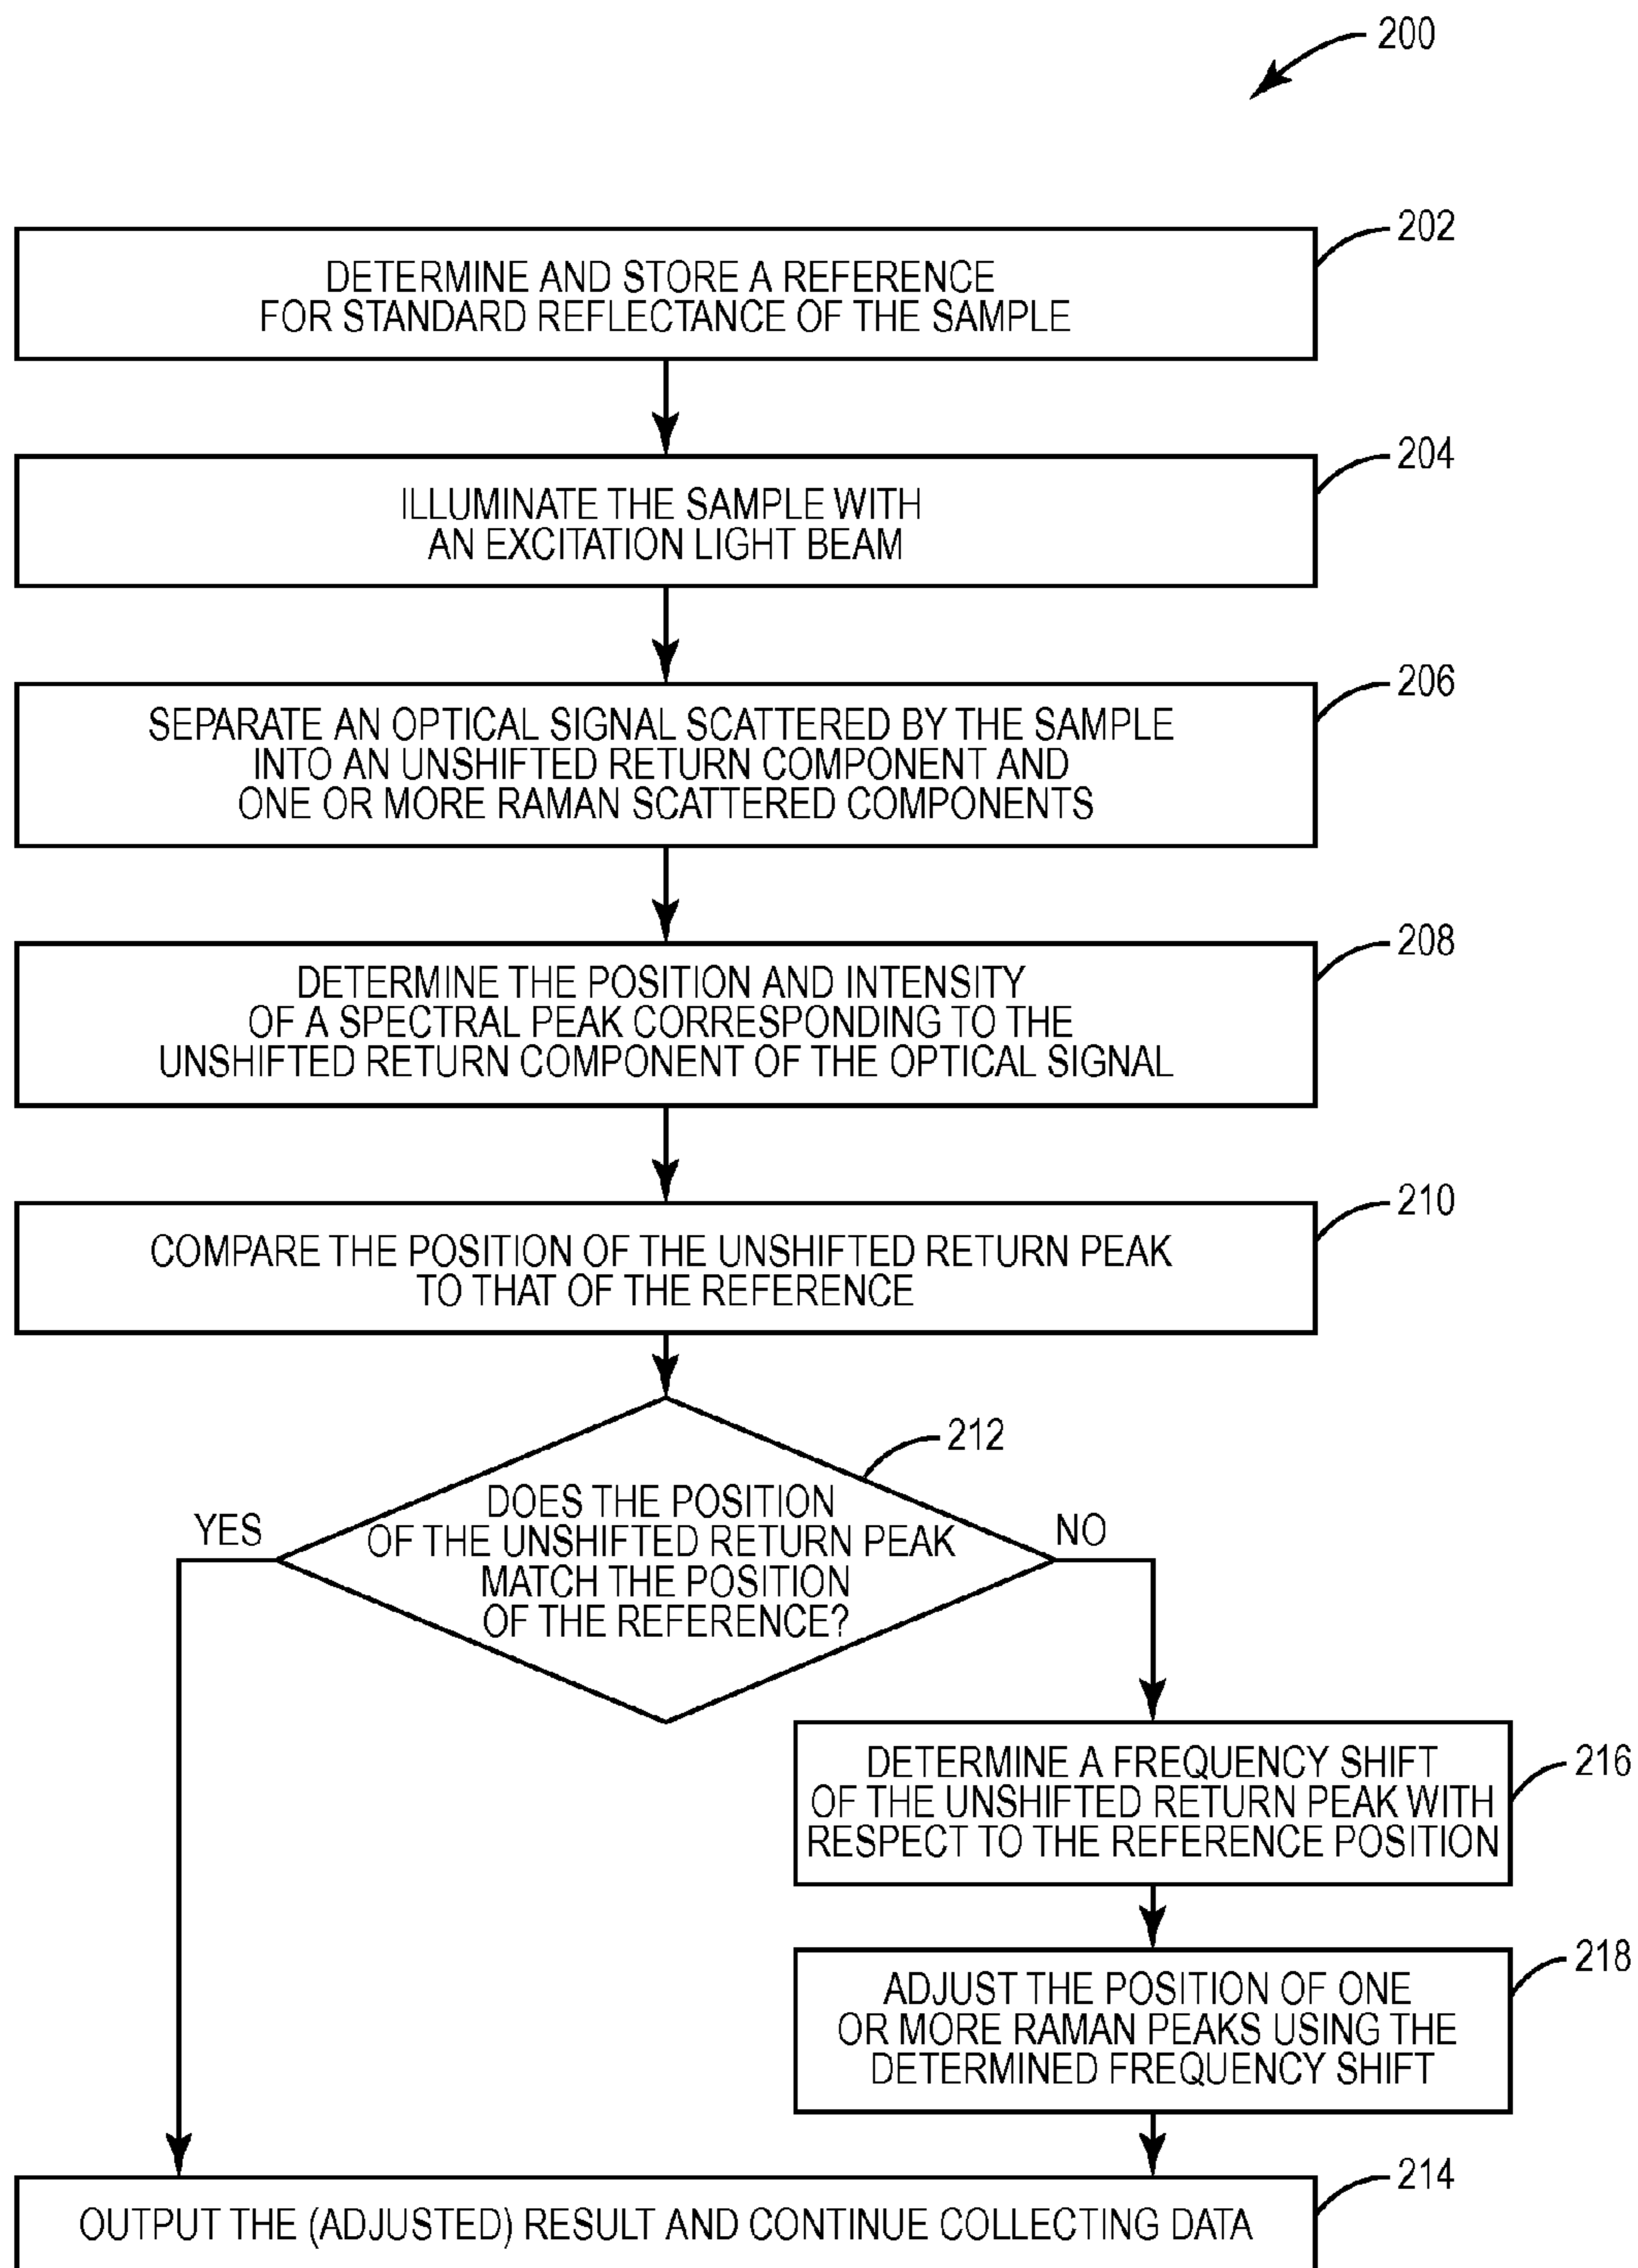 200
202
DETERMINE AND STORE A REFERENCE
FOR STANDARD REFLECTANCE OF THE SAMPLE
204
ILLUMINATE THE SAMPLE WITH
AN EXCITATION LIGHT BEAM
206
SEPARATE AN OPTICAL SIGNAL SCATTERED BY THE SAMPLE
INTO AN UNSHIFTED RETURN COMPONENT AND
ONE OR MORE RAMAN SCATTERED COMPONENTS
208
DETERMINE THE POSITION AND INTENSITY
OF A SPECTRAL PEAK CORRESPONDING TO THE
UNSHIFTED RETURN COMPONENT OF THE OPTICAL SIGNAL
210
COMPARE THE POSITION OF THE UNSHIFTED RETURN PEAK
TO THAT OF THE REFERENCE
212
DOES THE POSITION
OF THE UNSHIFTED RETURN PEAK
MATCH THE POSITION
OF THE REFERENCE?
YES
NO
216
DETERMINE A FREQUENCY SHIFT
OF THE UNSHIFTED RETURN PEAK WITH
RESPECT TO THE REFERENCE POSITION
218
ADJUST THE POSITION OF ONE
OR MORE RAMAN PEAKS USING THE
DETERMINED FREQUENCY SHIFT
214
OUTPUT THE (ADJUSTED) RESULT AND CONTINUE COLLECTING DATA